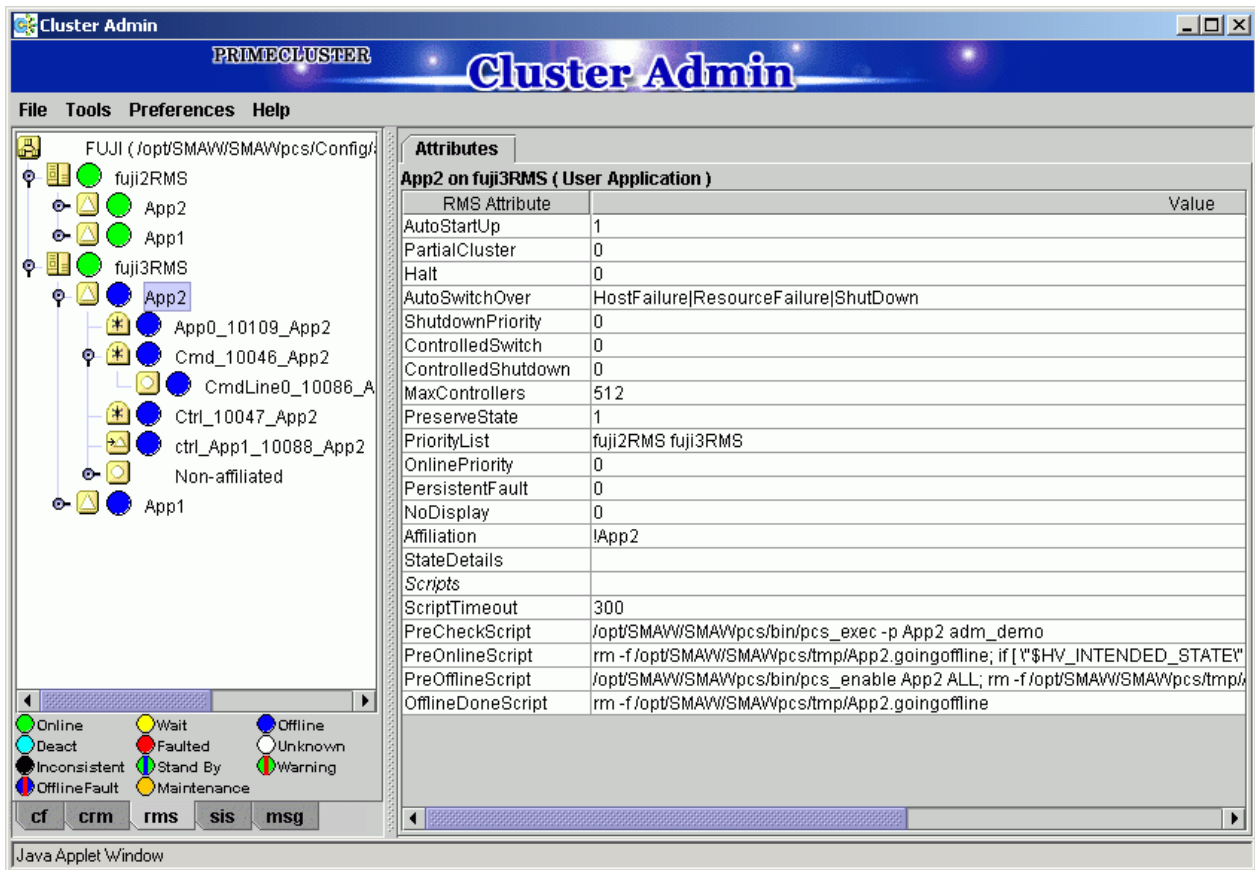 Cluster Admin
PRIMECLUSTER
Cluster Admin
File Tools Preferences Help
FUJI ( /opt/SMAW/SMAWpcs/Config/
fuji2RMS
App2
App1
fuji3RMS
App2
App0_10109_App2
Cmd_10046_App2
CmdLine0_10086_A
Ctrl_10047_App2
ctrl_App1_10088_App2
Non-affiliated
App1
Online Wait Offline
Deact Faulted Unknown
Inconsistent Stand By Warning
OfflineFault Maintenance
cf crm rms sis msg
Attributes
App2 on fuji3RMS ( User Application )
RMS Attribute Value
AutoStartUp 1
PartialCluster 0
Halt 0
AutoSwitchOver HostFailure|ResourceFailure|ShutDown
ShutdownPriority 0
ControlledSwitch 0
ControlledShutdown 0
MaxControllers 512
PreserveState 1
PriorityList fuji2RMS fuji3RMS
OnlinePriority 0
PersistentFault 0
NoDisplay 0
Affiliation !App2
StateDetails
Scripts
ScriptTimeout 300
PreCheckScript /opt/SMAW/SMAWpcs/bin/pcs_exec -p App2 adm_demo
PreOnlineScript rm -f /opt/SMAW/SMAWpcs/tmp/App2.goingoffline; if [ \"$HV_INTENDED_STATE\"
PreOfflineScript /opt/SMAW/SMAWpcs/bin/pcs_enable App2 ALL; rm -f /opt/SMAW/SMAWpcs/tmp/
OfflineDoneScript rm -f /opt/SMAW/SMAWpcs/tmp/App2.goingoffline
Java Applet Window